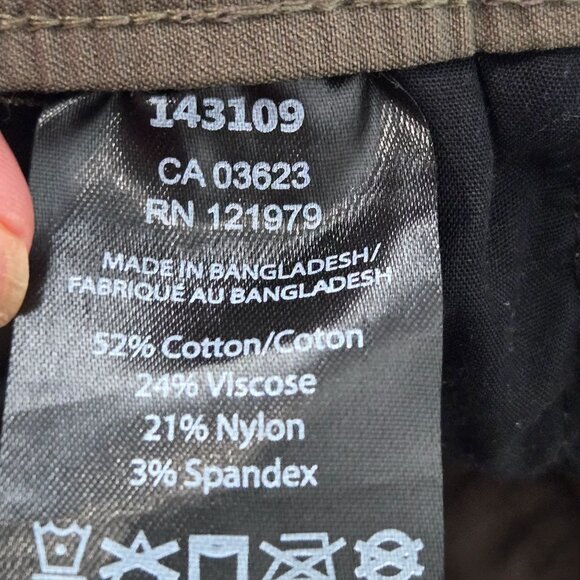 143109
CA 03623
RN 121979
MADE IN BANGLADESH/
FABRIQUÉ AU BANGLADESH
52% Cotton/Coton
24% Viscose
21% Nylon
3% Spandex